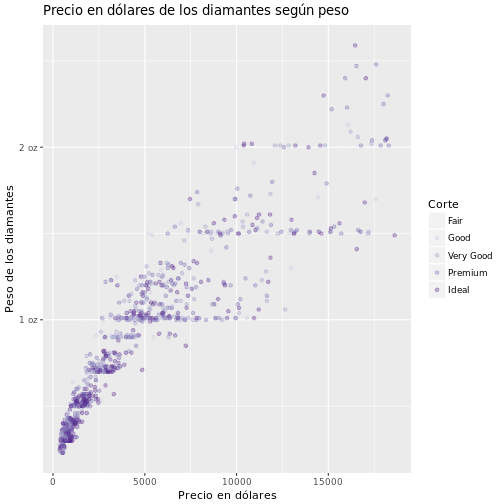 Precio en dólares de los diamantes según peso
Peso de los diamantes
2 oz
1 oz
0
5000
10000
15000
Precio en dólares
Corte
Fair
Good
Very Good
Premium
Ideal